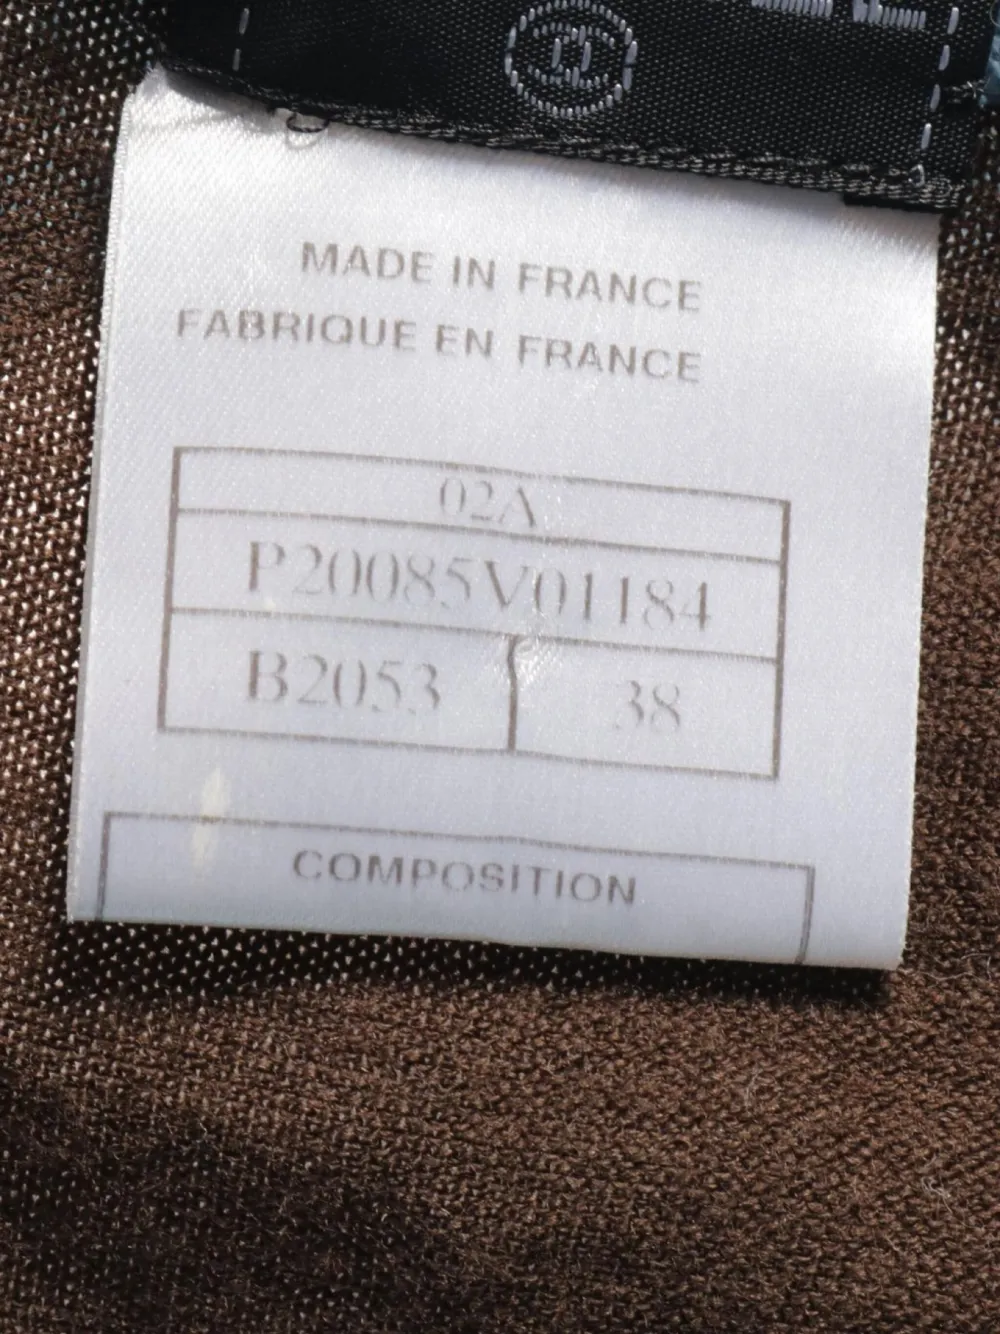 MADE IN FRANCE
FABRIQUE EN FRANCE
02A
P20085V01184
B2053 38
COMPOSITION